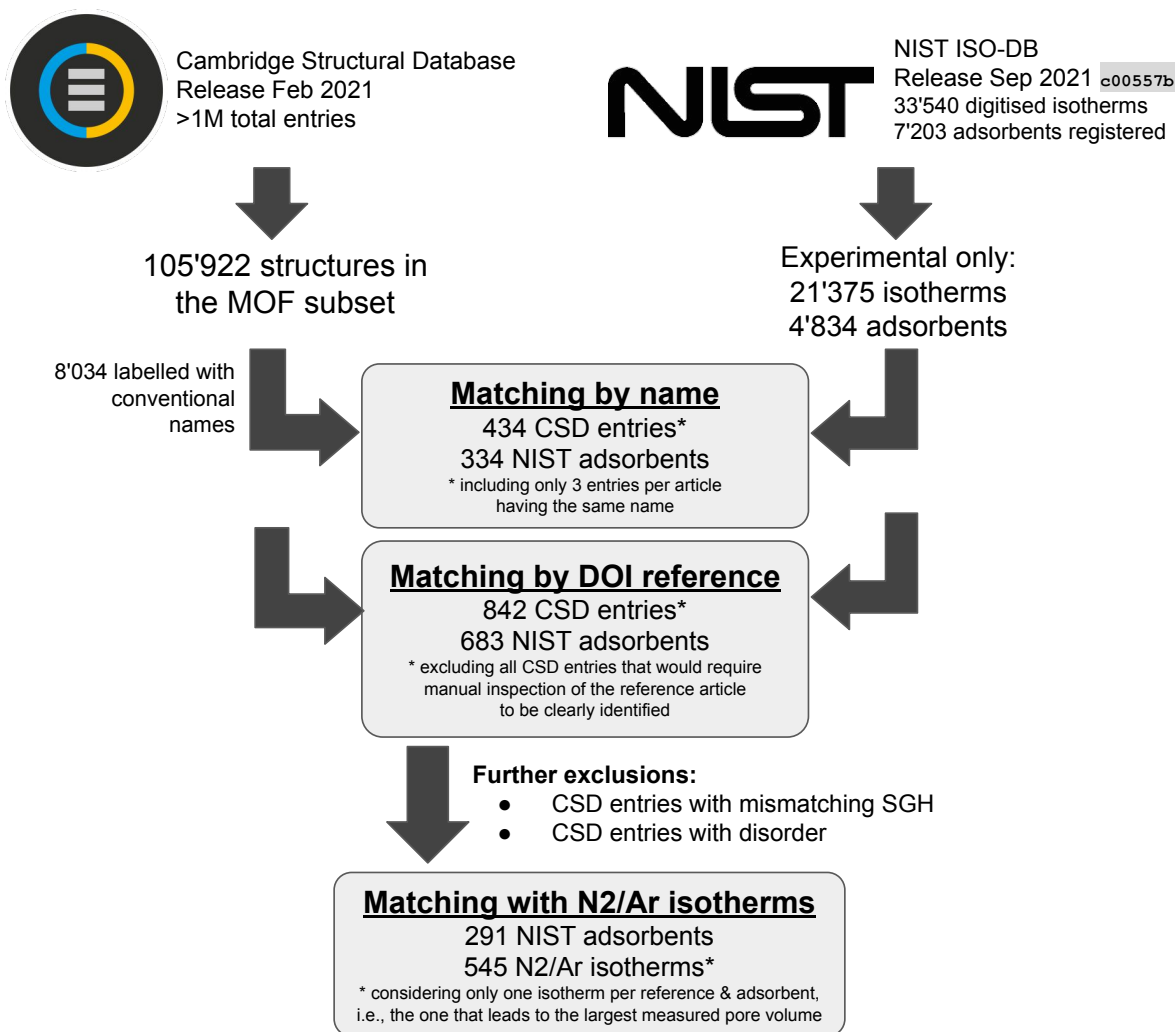 Cambridge Structural Database
Release Feb 2021
>1M total entries
NIST
NIST ISO-DB
Release Sep 2021 c00557b
33'540 digitised isotherms
7'203 adsorbents registered
105'922 structures in
the MOF subset
Experimental only:
21'375 isotherms
4'834 adsorbents
8'034 labelled with
conventional
names
Matching by name
434 CSD entries*
334 NIST adsorbents
* including only 3 entries per article
having the same name
Matching by DOI reference
842 CSD entries*
683 NIST adsorbents
* excluding all CSD entries that would require
manual inspection of the reference article
to be clearly identified
Further exclusions:
● CSD entries with mismatching SGH
● CSD entries with disorder
Matching with N2/Ar isotherms
291 NIST adsorbents
545 N2/Ar isotherms*
* considering only one isotherm per reference & adsorbent,
i.e., the one that leads to the largest measured pore volume